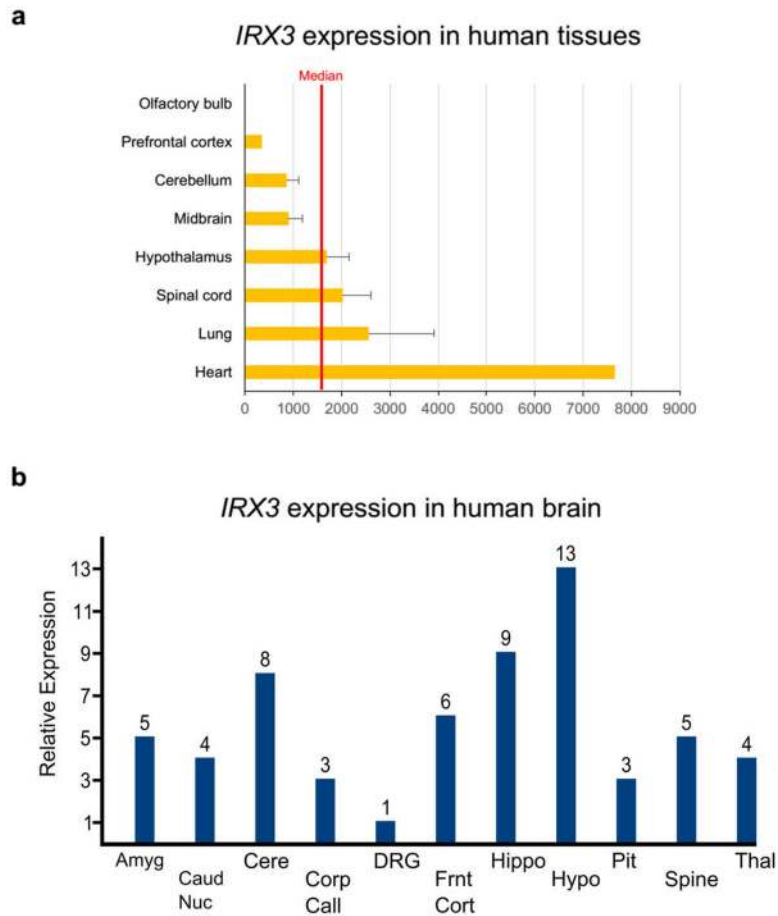 a
IRX3 expression in human tissues
Median
Olfactory bulb
Prefrontal cortex
Cerebellum
Midbrain
Hypothalamus
Spinal cord
Lung
Heart
0 1000 2000 3000 4000 5000 6000 7000 8000 9000
b
IRX3 expression in human brain
Relative Expression
13
11
9
7
5
3
1
5 4 8 3 1 6 9 13 3 5 4
Amyg
Caud
Nuc
Cere
Corp
Call
DRG
Frnt
Cort
Hippo
Hypo
Pit
Spine
Thal